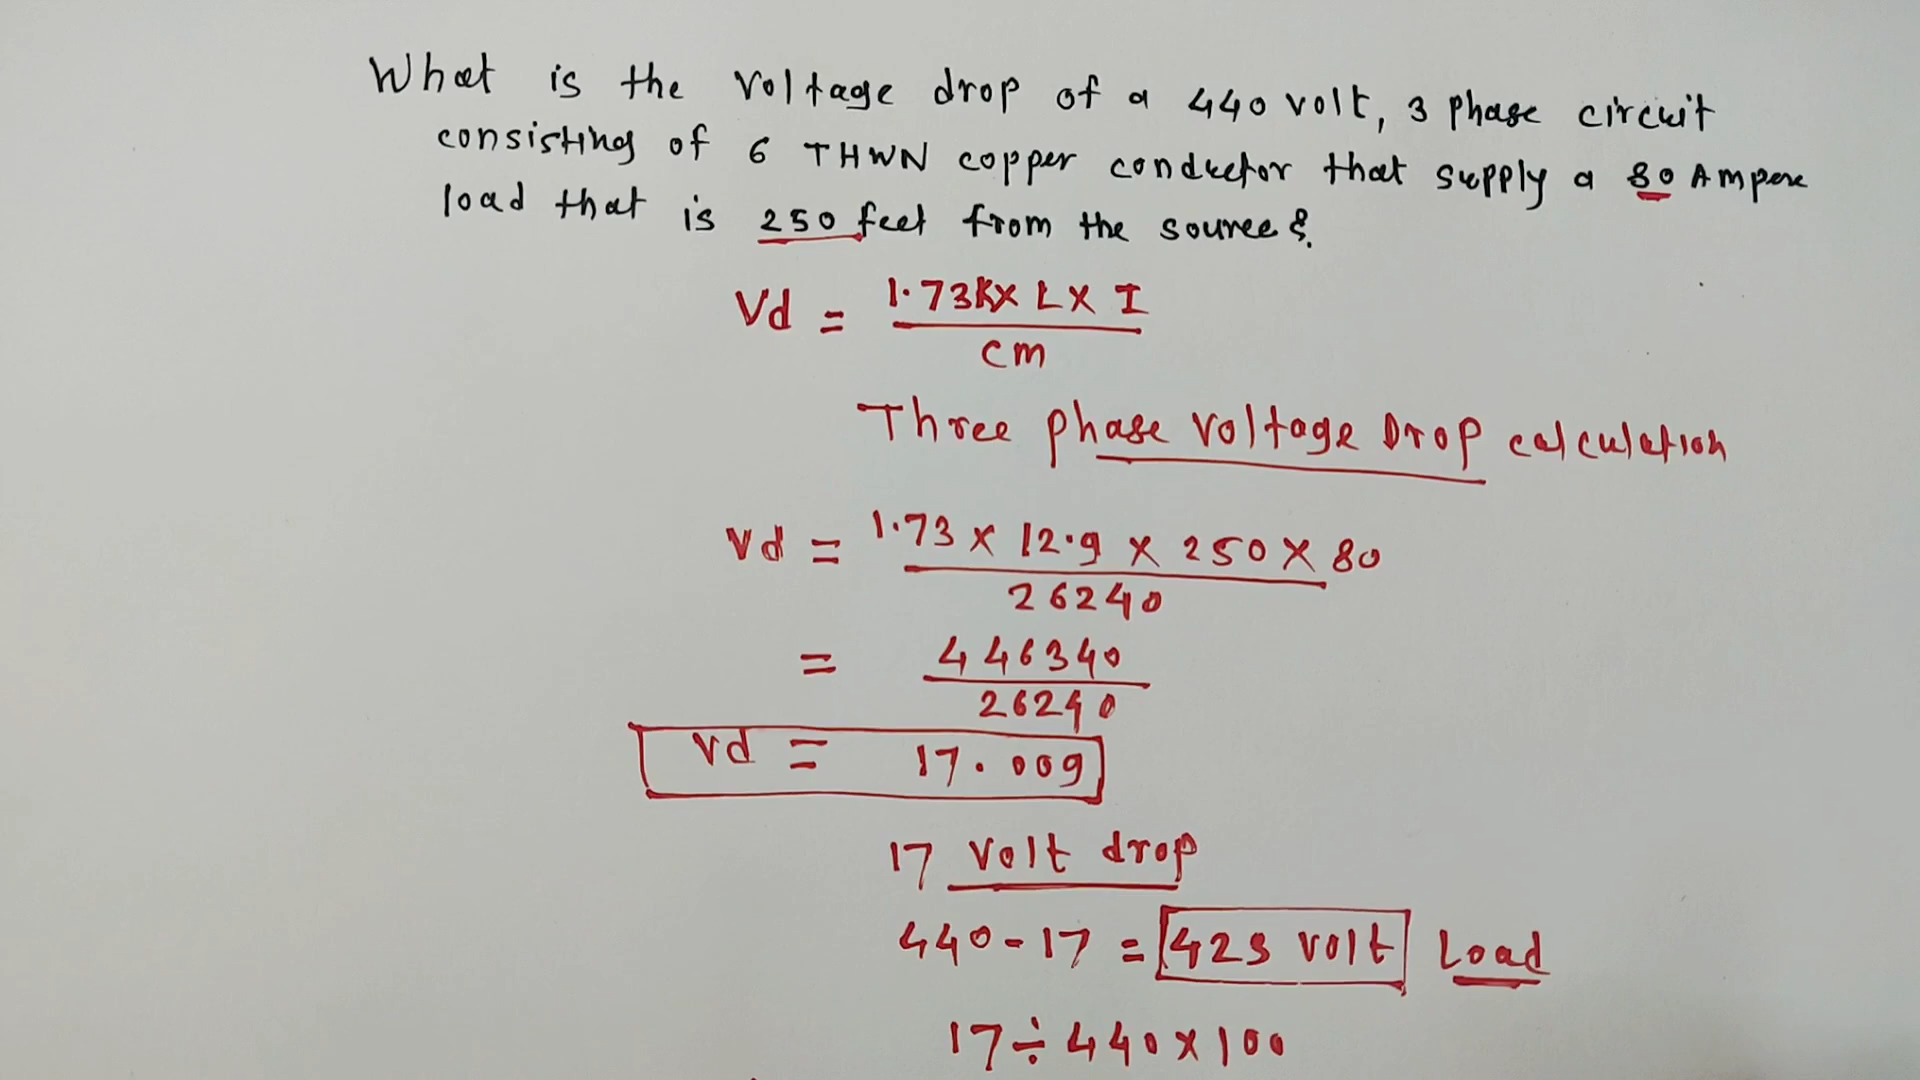 What is the voltage drop of a 440 volt, 3 phase circuit
consisting of 6 THWN copper conductor that supply a 80 Ampere
load that is 250 feet from the source &.
Vd = 1.73K× L× I
cm
Three phase voltage Drop calculation
Vd = 1.73 × 12.9 × 250 × 80
26240
= 446340
26240
Vd = 17.009
17 Volt drop
440 - 17 = 423 volt Load
17 ÷ 440 × 100